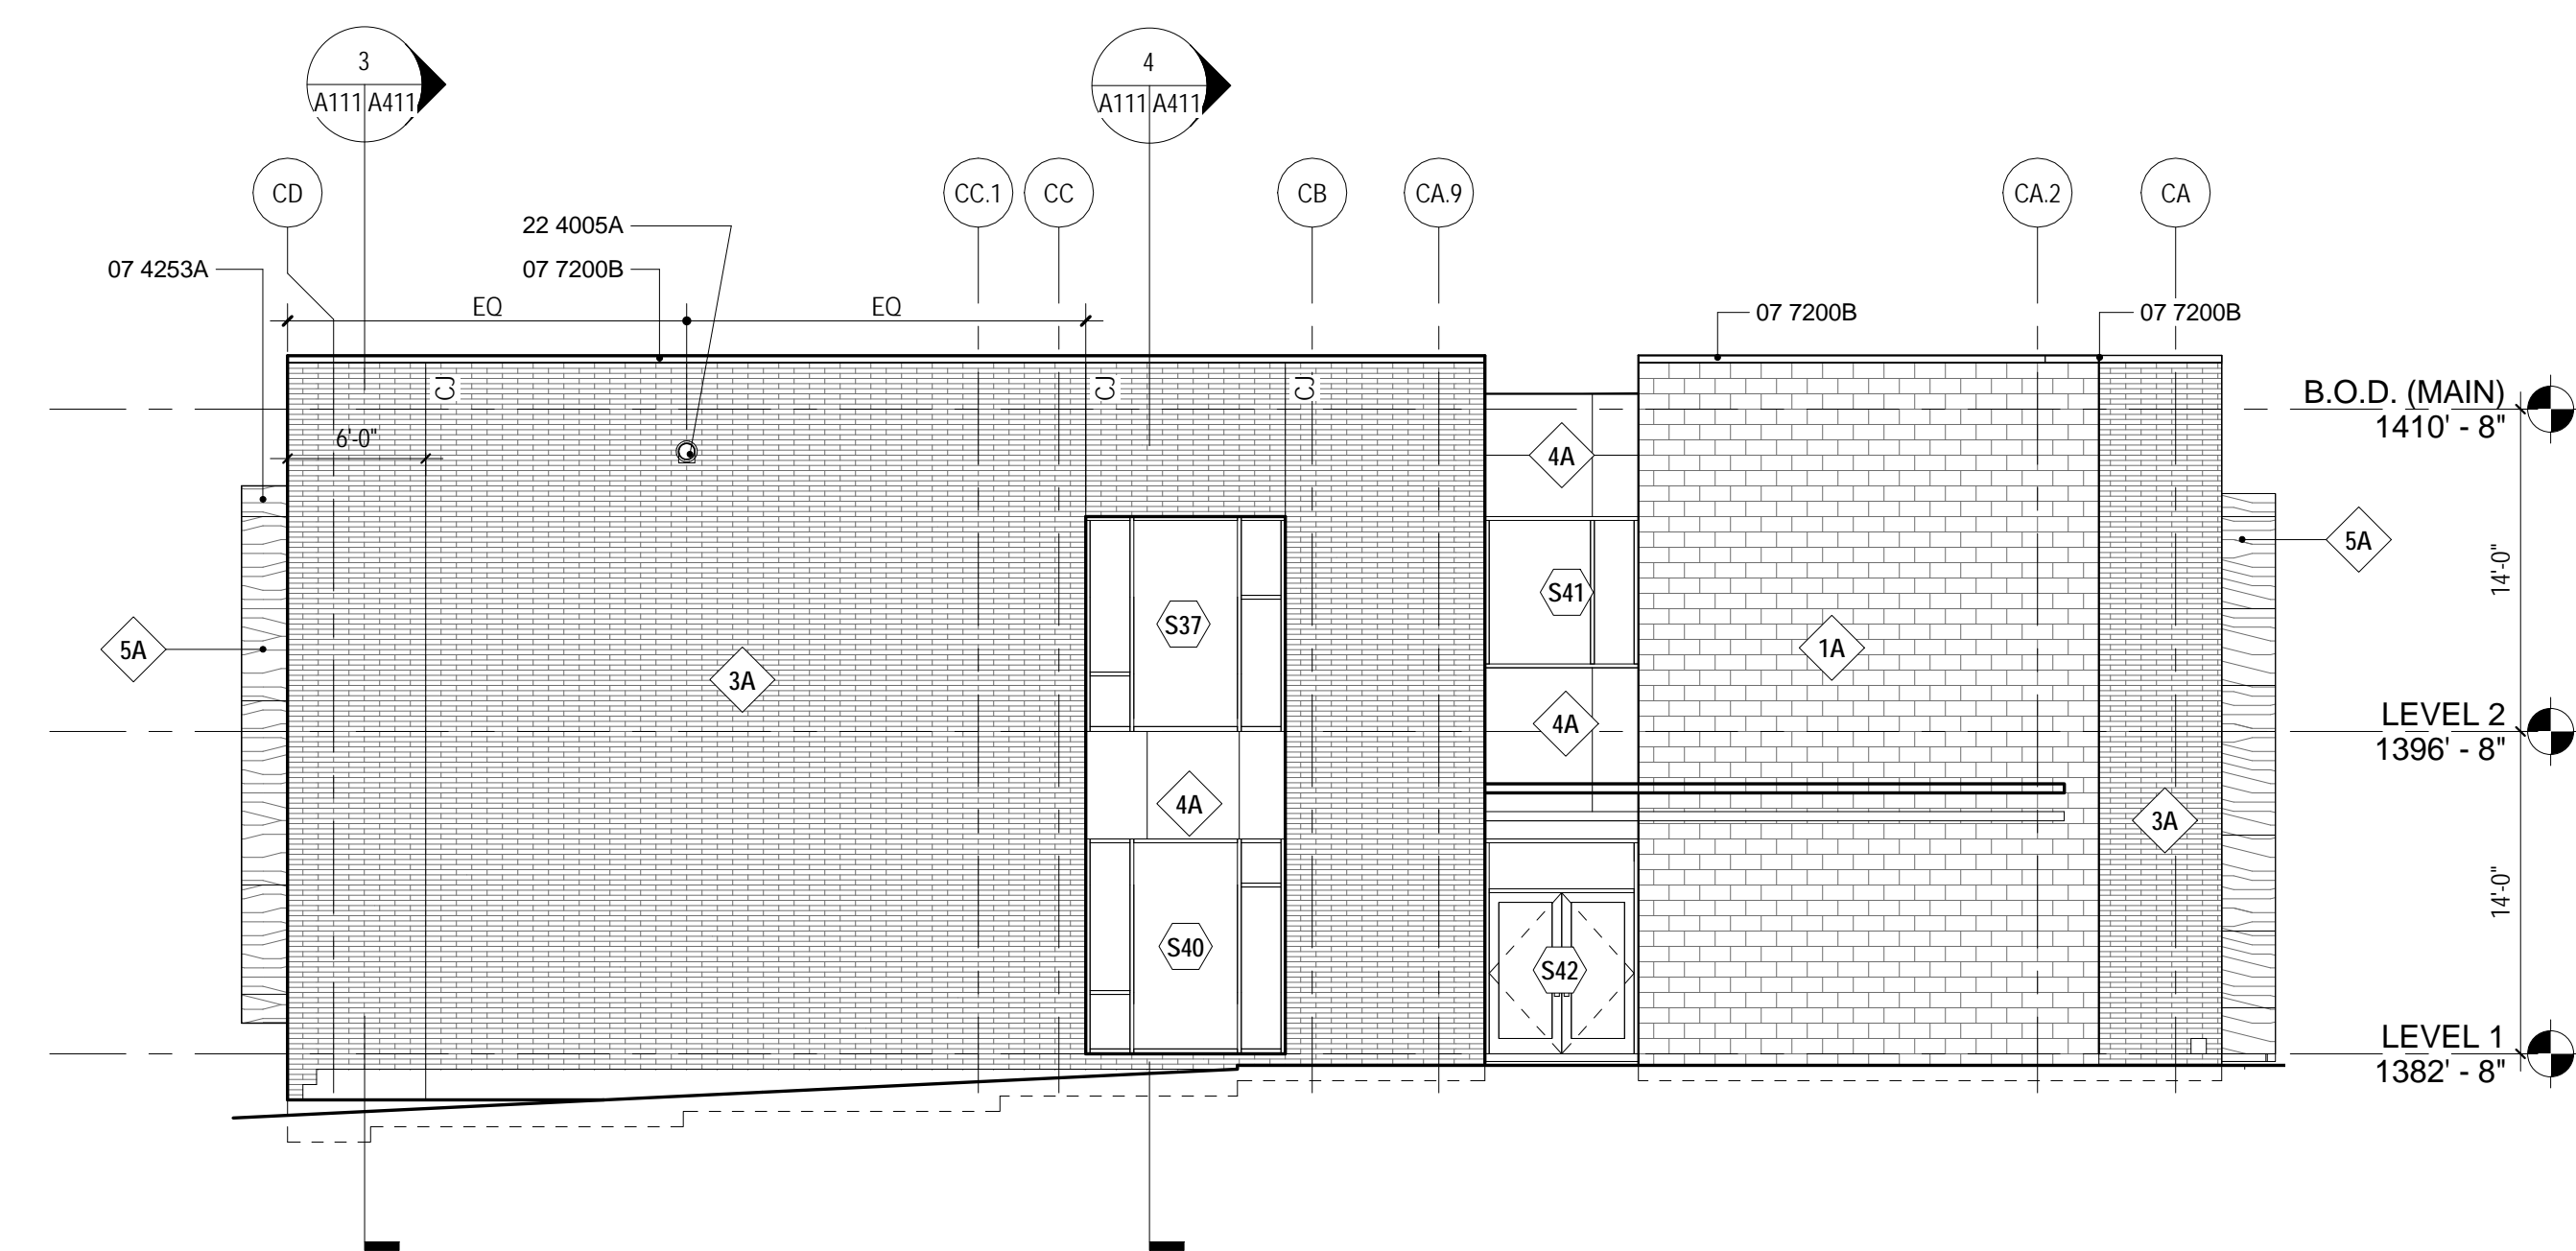 3
A111 A411
4
A111 A411
CD
CC.1
CC
CB
CA.9
CA.2
CA
22 4005A
07 4253A
07 7200B
EQ
EQ
07 7200B
07 7200B
CJ
CJ
CJ
B.O.D. (MAIN)
1410' - 8"
6'-0"
4A
5A
14'-0"
S41
S37
5A
1A
3A
LEVEL 2
1396' - 8"
4A
4A
3A
14'-0"
S40
S42
LEVEL 1
1382' - 8"